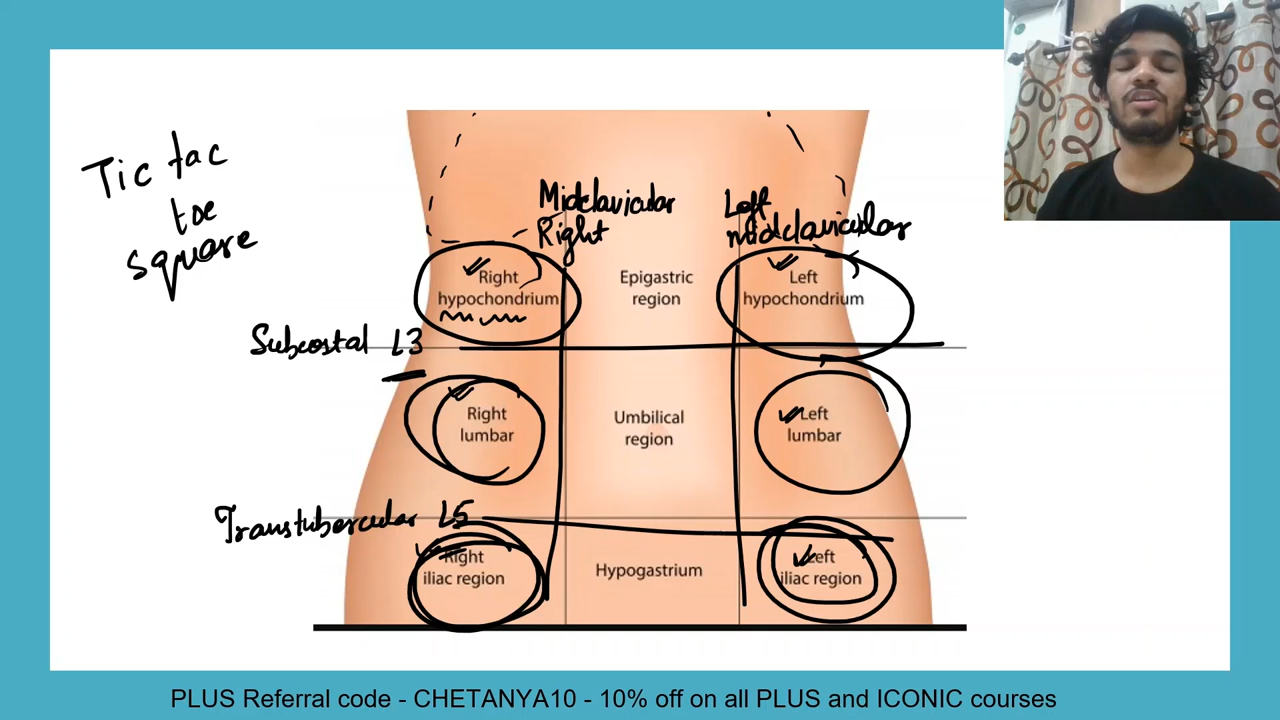 Tic tac
toe
square
Midclavicular
Right
Left
midclavicular
Right
hypochondrium
Epigastric
region
Left
hypochondrium
Subcostal L3
Right
lumbar
Umbilical
region
Left
lumbar
Transtubercular L5
Right
iliac region
Hypogastrium
Left
iliac region
PLUS Referral code - CHETANYA10 - 10% off on all PLUS and ICONIC courses